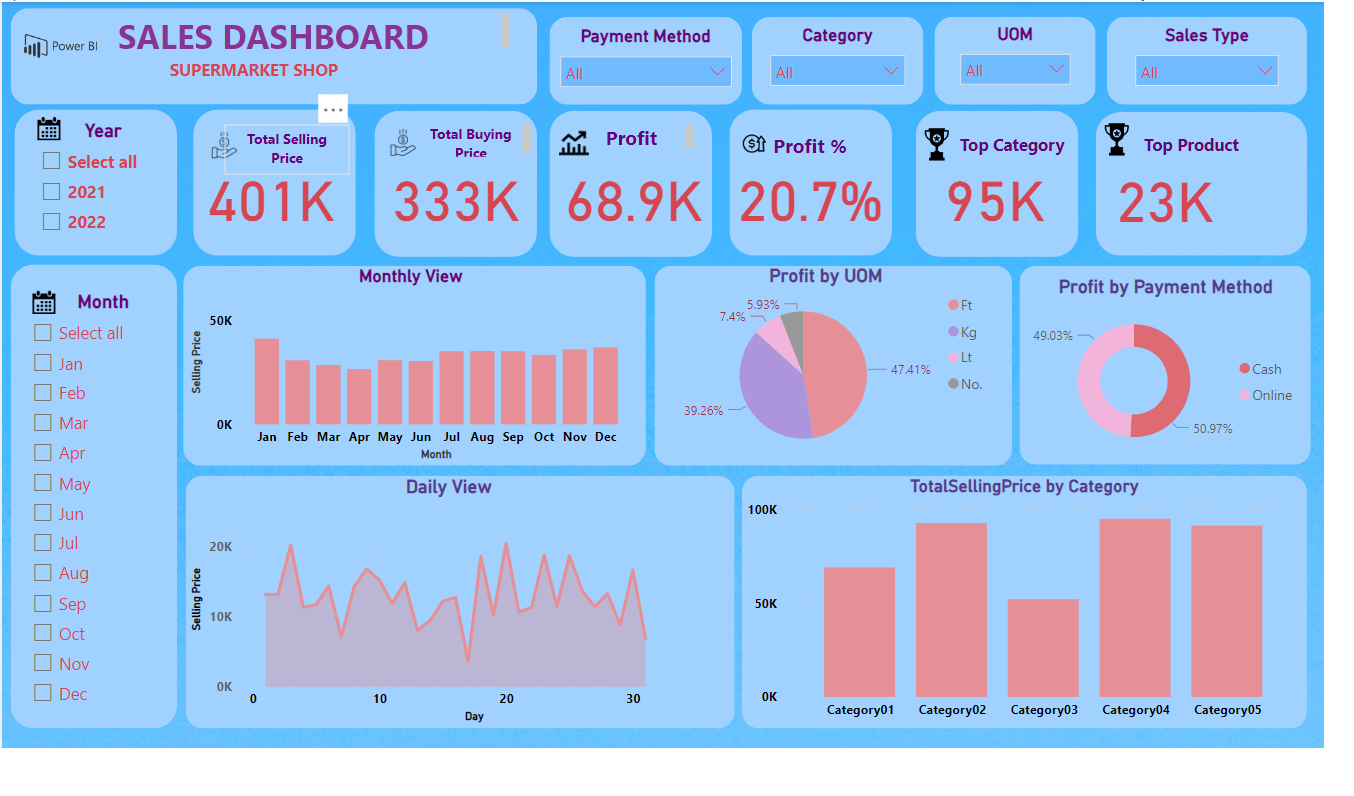 Power BI
SALES DASHBOARD
SUPERMARKET SHOP
Payment Method
All
Category
All
UOM
All
Sales Type
All
Year
Select all
2021
2022
Total Selling
Price
401K
Total Buying
Price
333K
Profit
68.9K
Profit %
20.7%
Top Category
95K
Top Product
23K
Month
Select all
Jan
Feb
Mar
Apr
May
Jun
Jul
Aug
Sep
Oct
Nov
Dec
Monthly View
Selling Price
50K
0K
Jan Feb Mar Apr May Jun Jul Aug Sep Oct Nov Dec
Month
Profit by UOM
5.93%
7.4%
47.41%
39.26%
Ft
Kg
Lt
No.
Profit by Payment Method
49.03%
50.97%
Cash
Online
Daily View
Selling Price
20K
10K
0K
0 10 20 30
Day
TotalSellingPrice by Category
100K
50K
0K
Category01 Category02 Category03 Category04 Category05